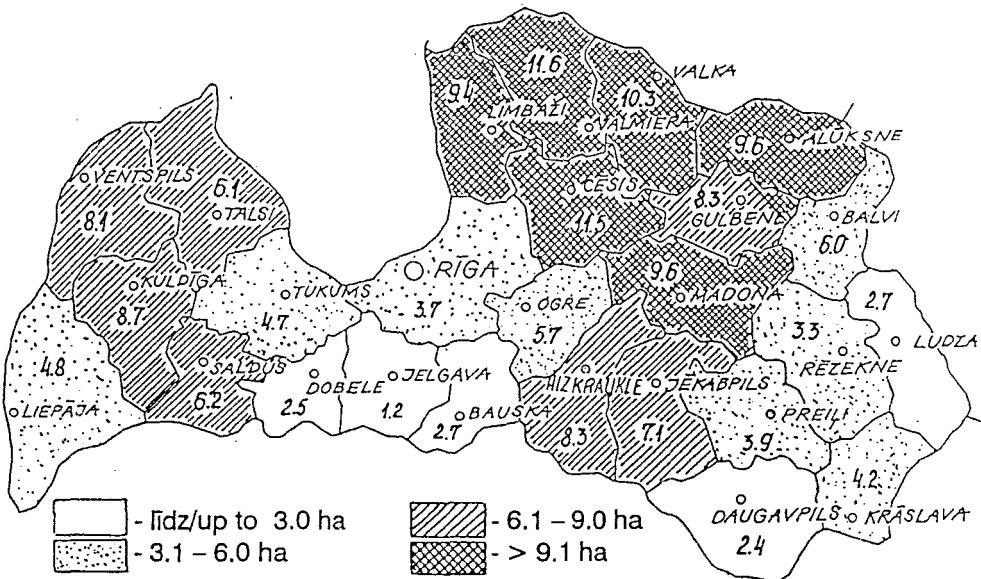 VALKA
11.6
9.4
10.3
LIMBAŽI
VALMIERA
ALŪKSNE
9.6
VENTSPILS
6.1
CĒSIS
8.3
TALSI
GULBENE
BALVI
8.1
11.5
6.0
RĪGA
9.6
KULDĪGA
TUKUMS
MADONA
2.7
8.7
4.7
3.7
OGRE
5.7
3.3
LUDZA
4.8
SALDUS
RĒZEKNE
DOBELE
JELGAVA
AIZKRAUKLE
JĒKABPILS
LIEPĀJA
6.2
2.5
1.2
BAUSKA
PREIĻI
2.7
8.3
7.1
3.9
4.2
- līdz/up to 3.0 ha
- 6.1 – 9.0 ha
DAUGAVPILS
KRĀSLAVA
- 3.1 – 6.0 ha
- > 9.1 ha
2.4